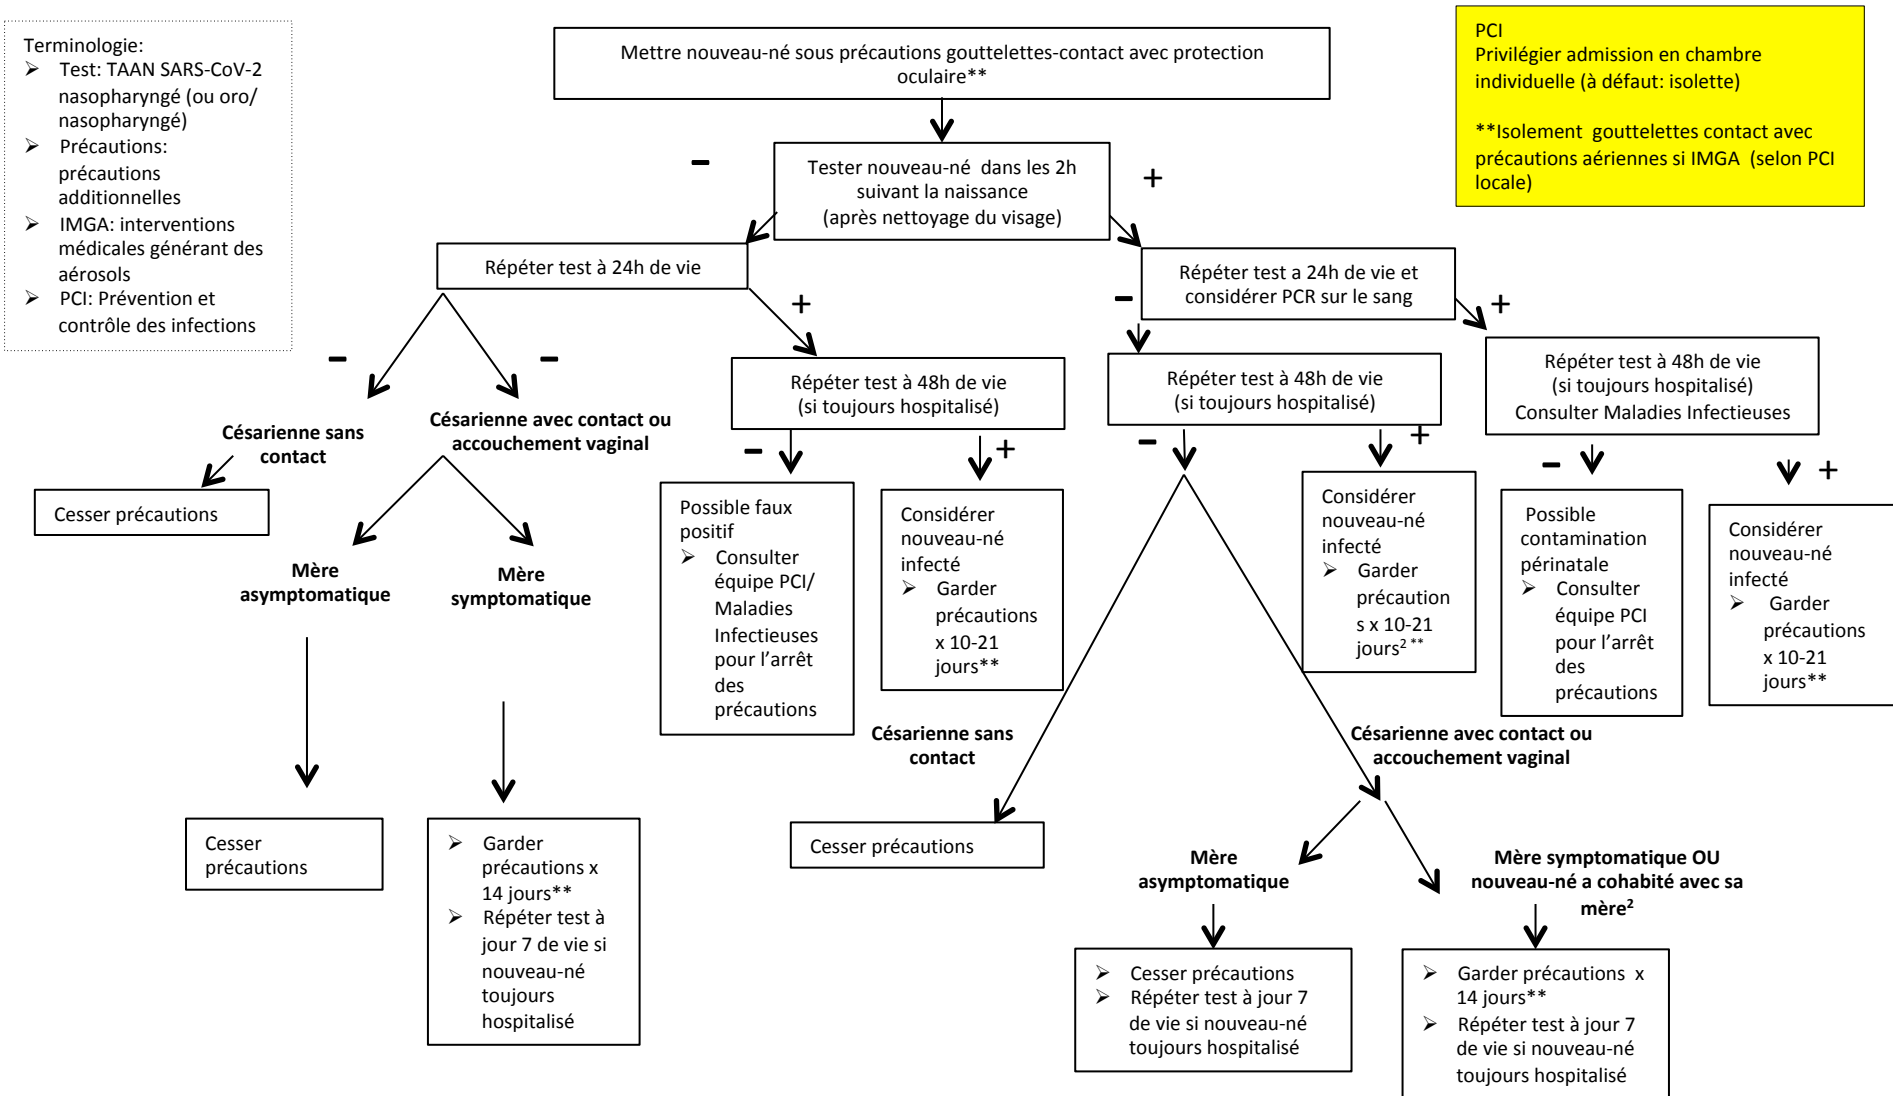 Terminologie:
➢ Test: TAAN SARS-CoV-2
nasopharyngé (ou oro/
nasopharyngé)
➢ Précautions:
précautions
additionnelles
➢ IMGA: interventions
médicales générant des
aérosols
➢ PCI: Prévention et
contrôle des infections
Mettre nouveau-né sous précautions gouttelettes-contact avec protection
oculaire**
PCI
Privilégier admission en chambre
individuelle (à défaut: isolette)
**Isolement gouttelettes contact avec
précautions aériennes si IMGA (selon PCI
locale)
–
Tester nouveau-né dans les 2h
suivant la naissance
(après nettoyage du visage)
+
Répéter test à 24h de vie
Répéter test a 24h de vie et
considérer PCR sur le sang
–
–
+
–
+
Répéter test à 48h de vie
(si toujours hospitalisé)
Répéter test à 48h de vie
(si toujours hospitalisé)
Répéter test à 48h de vie
(si toujours hospitalisé)
Consulter Maladies Infectieuses
Césarienne sans
contact
Césarienne avec contact ou
accouchement vaginal
–
+
–
+
–
+
Cesser précautions
Mère
asymptomatique
Mère
symptomatique
Possible faux
positif
➢ Consulter
équipe PCI/
Maladies
Infectieuses
pour l'arrêt
des
précautions
Considérer
nouveau-né
infecté
➢ Garder
précautions
x 10-21
jours**
Considérer
nouveau-né
infecté
➢ Garder
précaution
s x 10-21
jours² **
Possible
contamination
périnatale
➢ Consulter
équipe PCI
pour l'arrêt
des
précautions
Considérer
nouveau-né
infecté
➢ Garder
précautions
x 10-21
jours**
Césarienne sans
contact
Césarienne avec contact ou
accouchement vaginal
Cesser
précautions
➢ Garder
précautions x
14 jours**
➢ Répéter test à
jour 7 de vie si
nouveau-né
toujours
hospitalisé
Cesser précautions
Mère
asymptomatique
Mère symptomatique OU
nouveau-né a cohabité avec sa
mère²
➢ Cesser précautions
➢ Répéter test à jour 7
de vie si nouveau-né
toujours hospitalisé
➢ Garder précautions x
14 jours**
➢ Répéter test à jour 7
de vie si nouveau-né
toujours hospitalisé